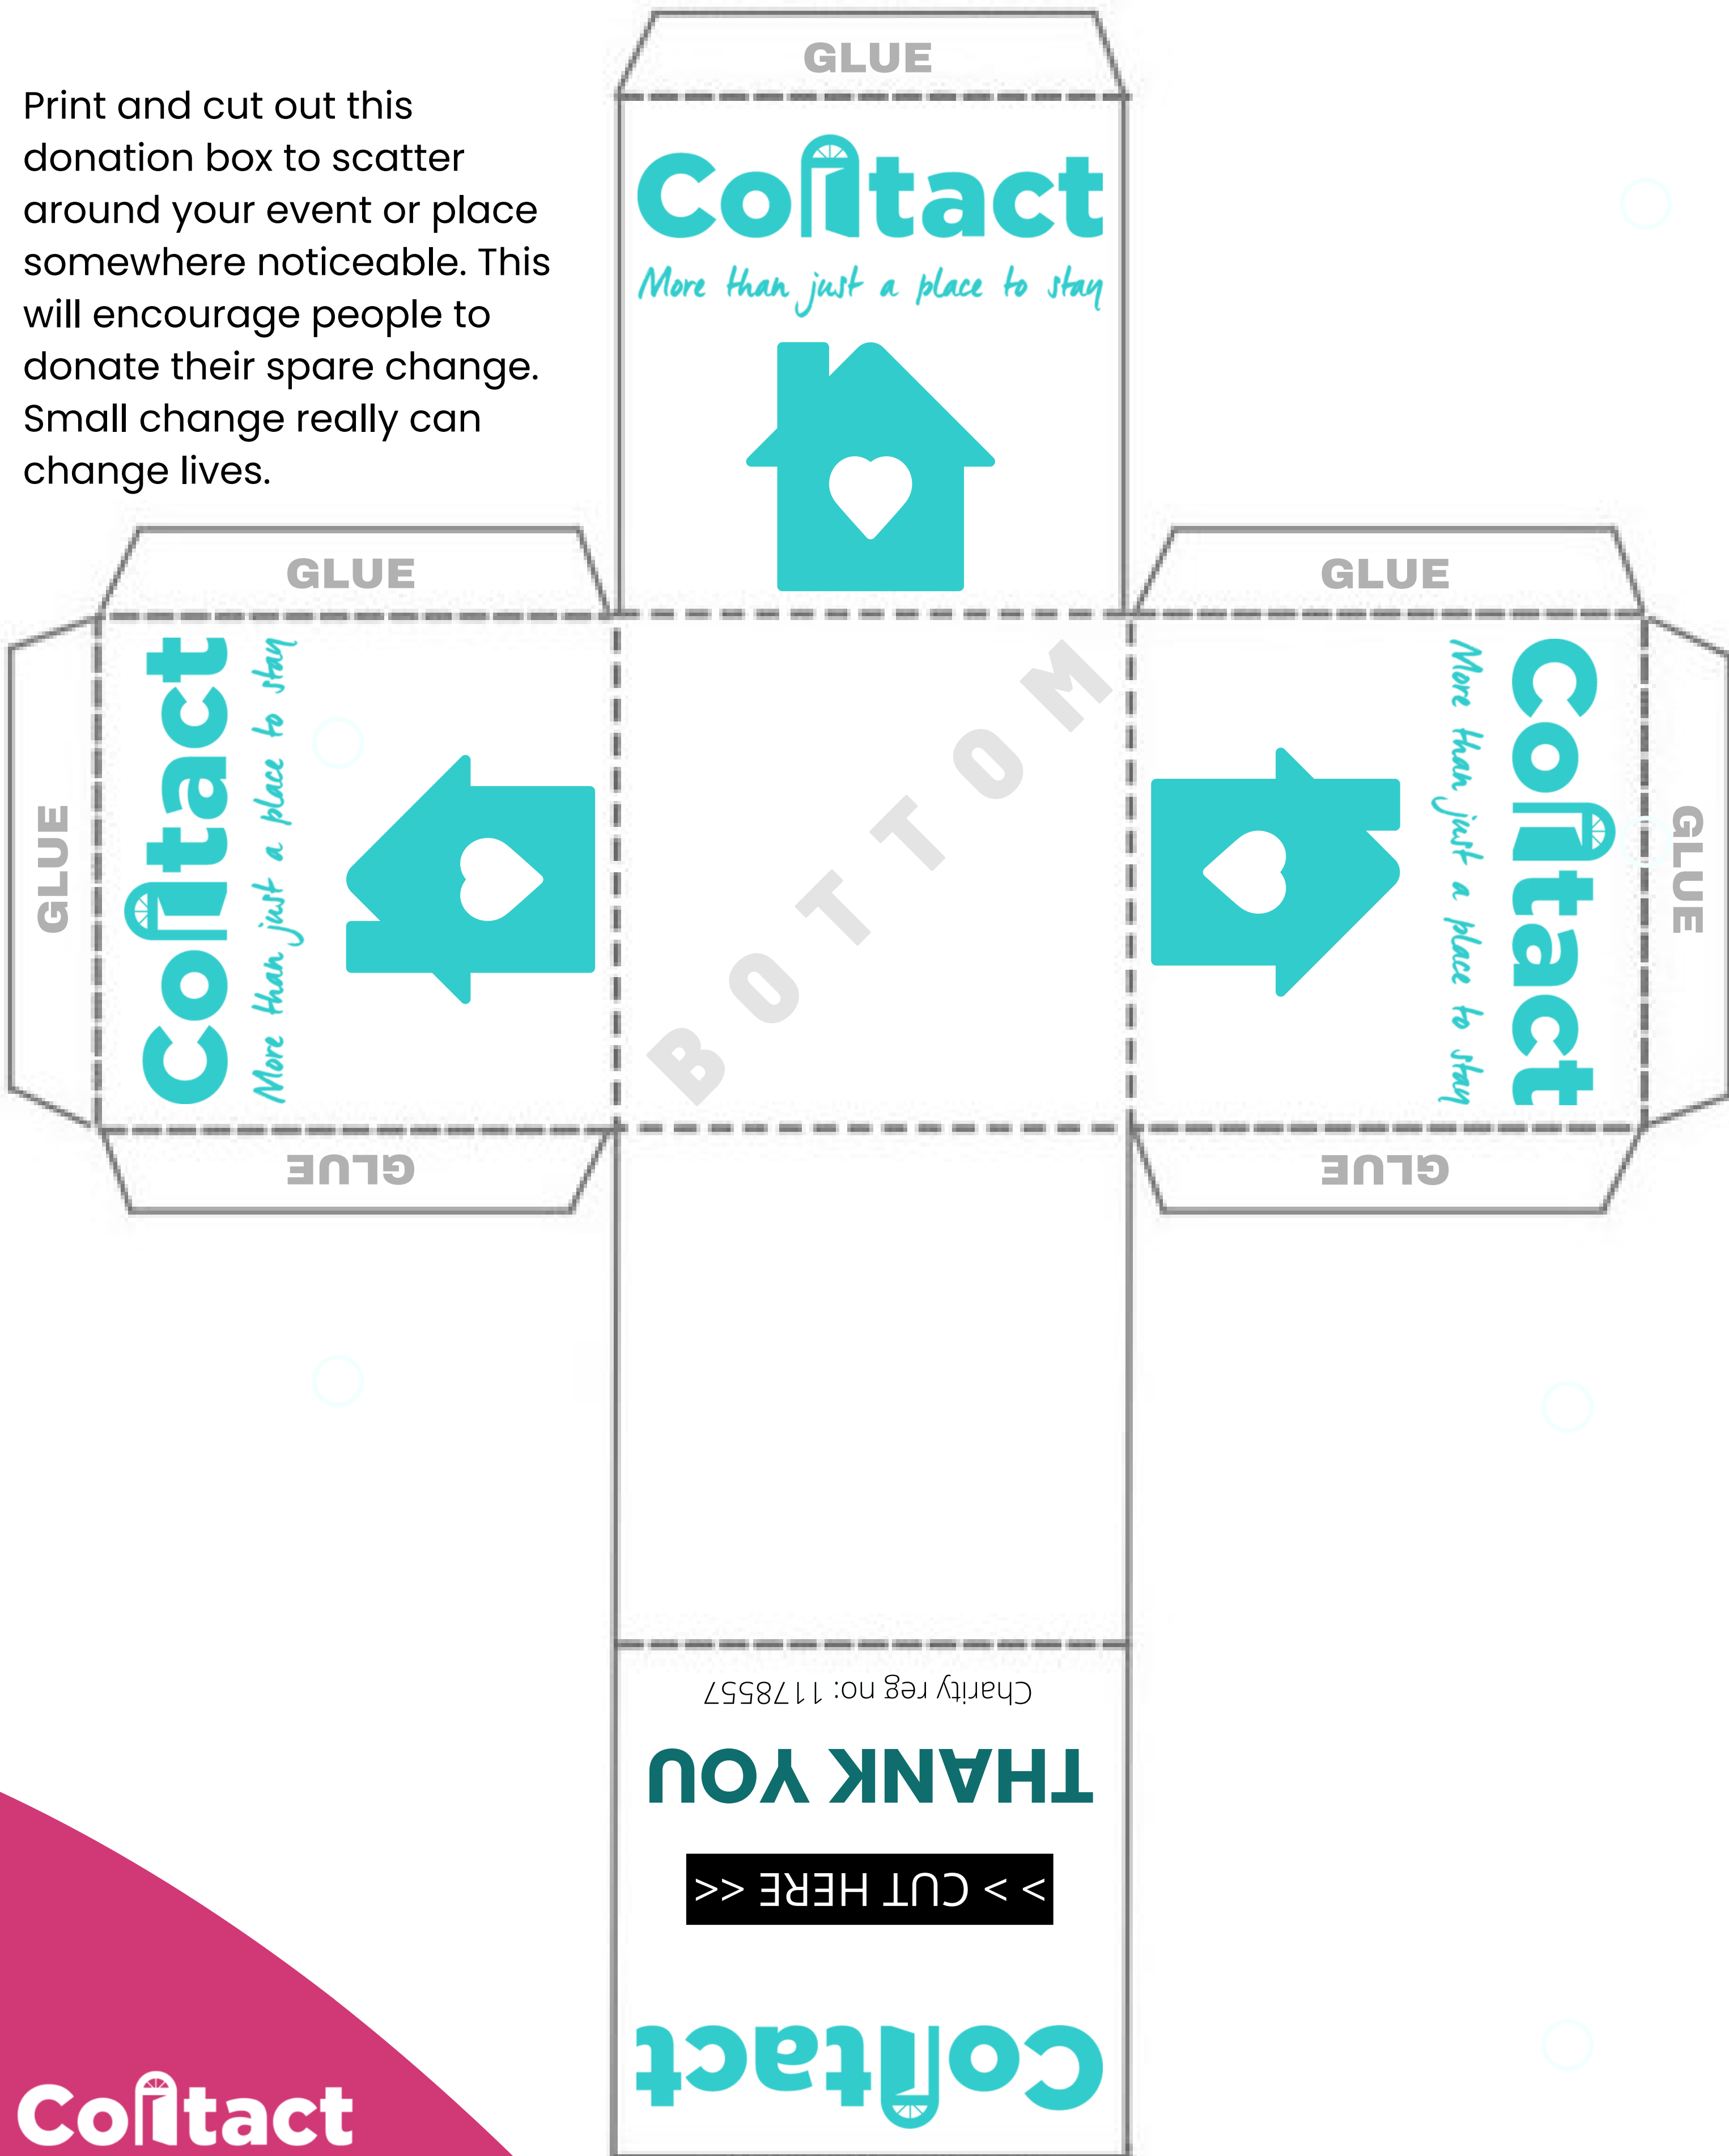 GLUE
Print and cut out this
donation box to scatter
around your event or place
somewhere noticeable. This
will encourage people to
donate their spare change.
Small change really can
change lives.
Contact
More than just a place to stay
GLUE
GLUE
GLUE
Contact
More than just a place to stay
BOTTOM
More than just a place to stay
Contact
GLUE
GLUE
GLUE
Charity reg no: 1178557
THANK YOU
> > CUT HERE <<
Contact
Contact